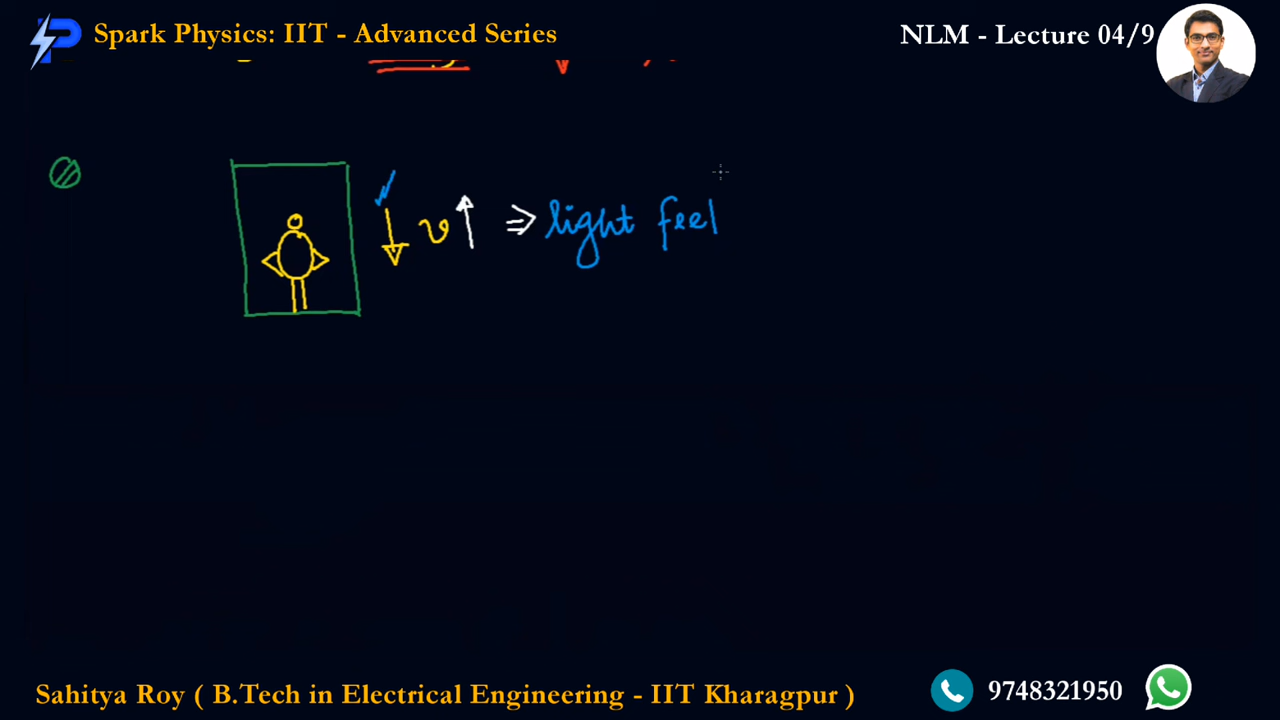 Spark Physics: IIT - Advanced Series
NLM - Lecture 04/9
↓ v↑ ⇒ light feel
Sahitya Roy ( B.Tech in Electrical Engineering - IIT Kharagpur )
9748321950